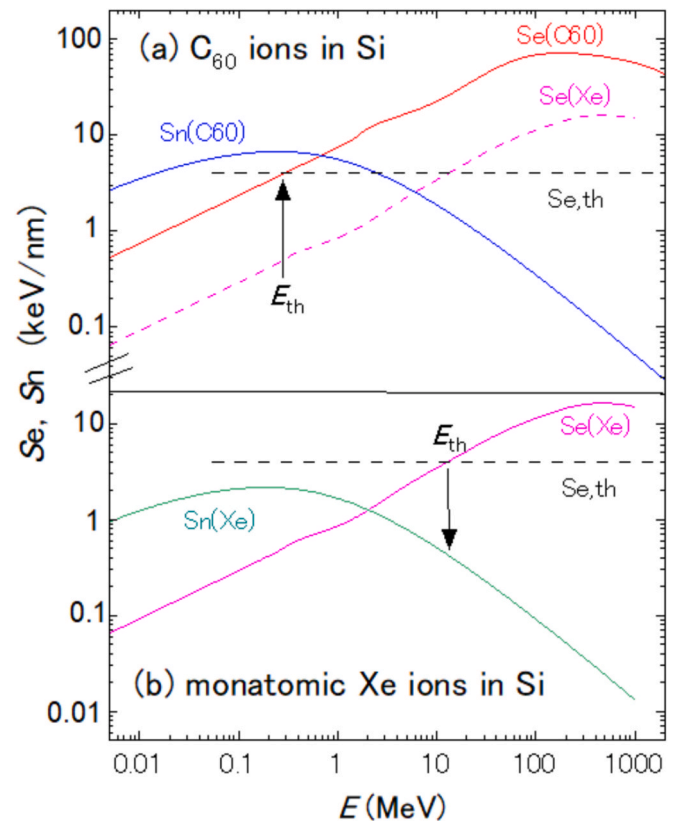 100
10
1
0.1
(a) C60 ions in Si
Se(C60)
Se(Xe)
Sn(C60)
Se,th
Eth
Se, Sn (keV/nm)
10
1
0.1
0.01
Se(Xe)
Eth
Se,th
Sn(Xe)
(b) monatomic Xe ions in Si
0.01 0.1 1 10 100 1000
E (MeV)